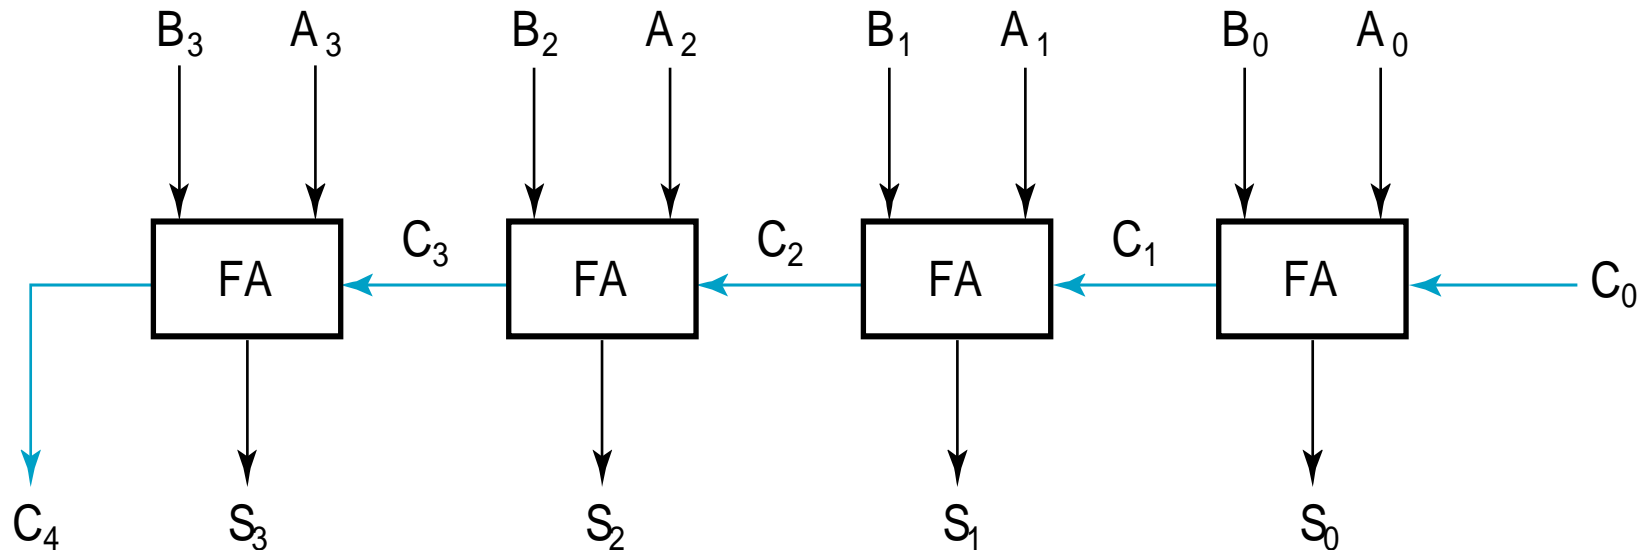 B3 A3 B2 A2 B1 A1 B0 A0
C3 C2 C1
FA FA FA FA C0
C4 S3 S2 S1 S0